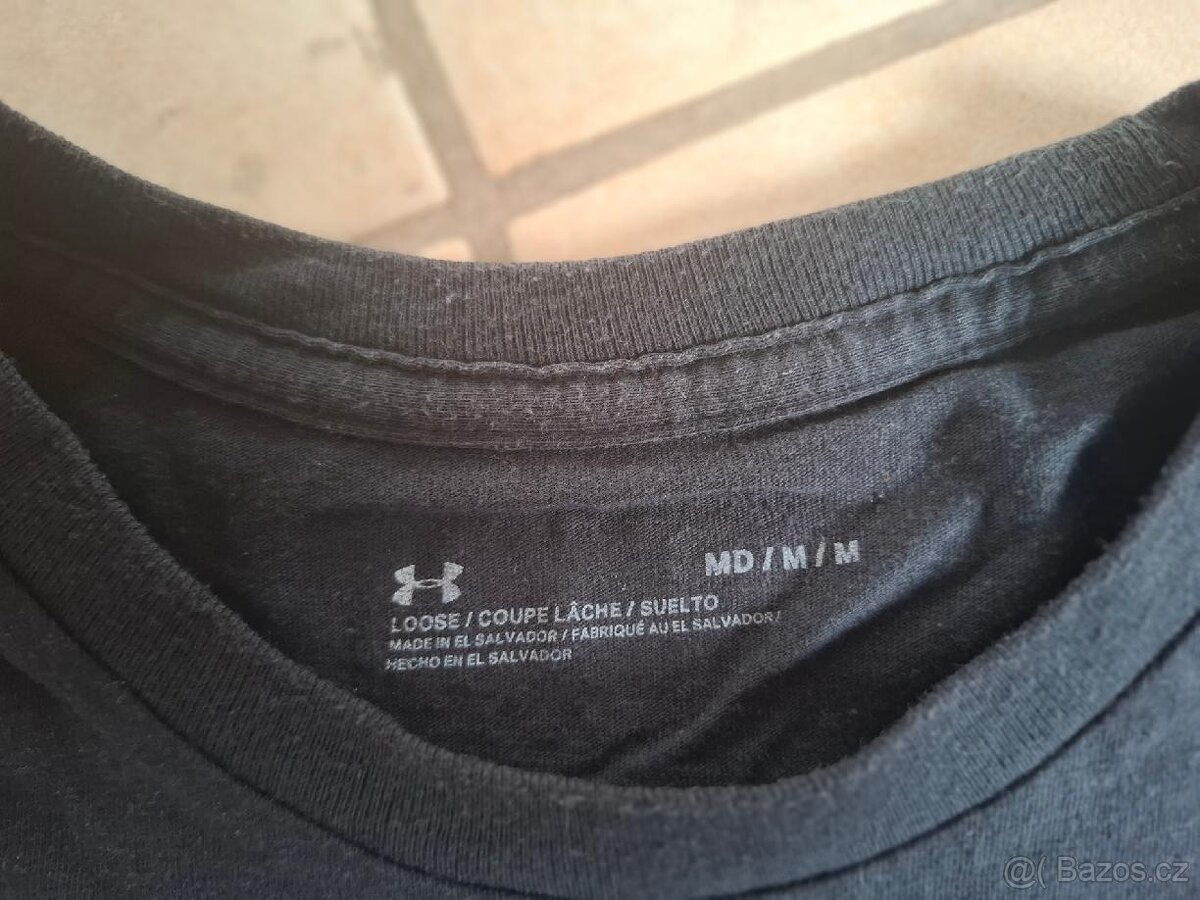 MD / M / M
LOOSE / COUPE LÂCHE / SUELTO
MADE IN EL SALVADOR / FABRIQUÉ AU EL SALVADOR /
HECHO EN EL SALVADOR
@( Bazos.cz